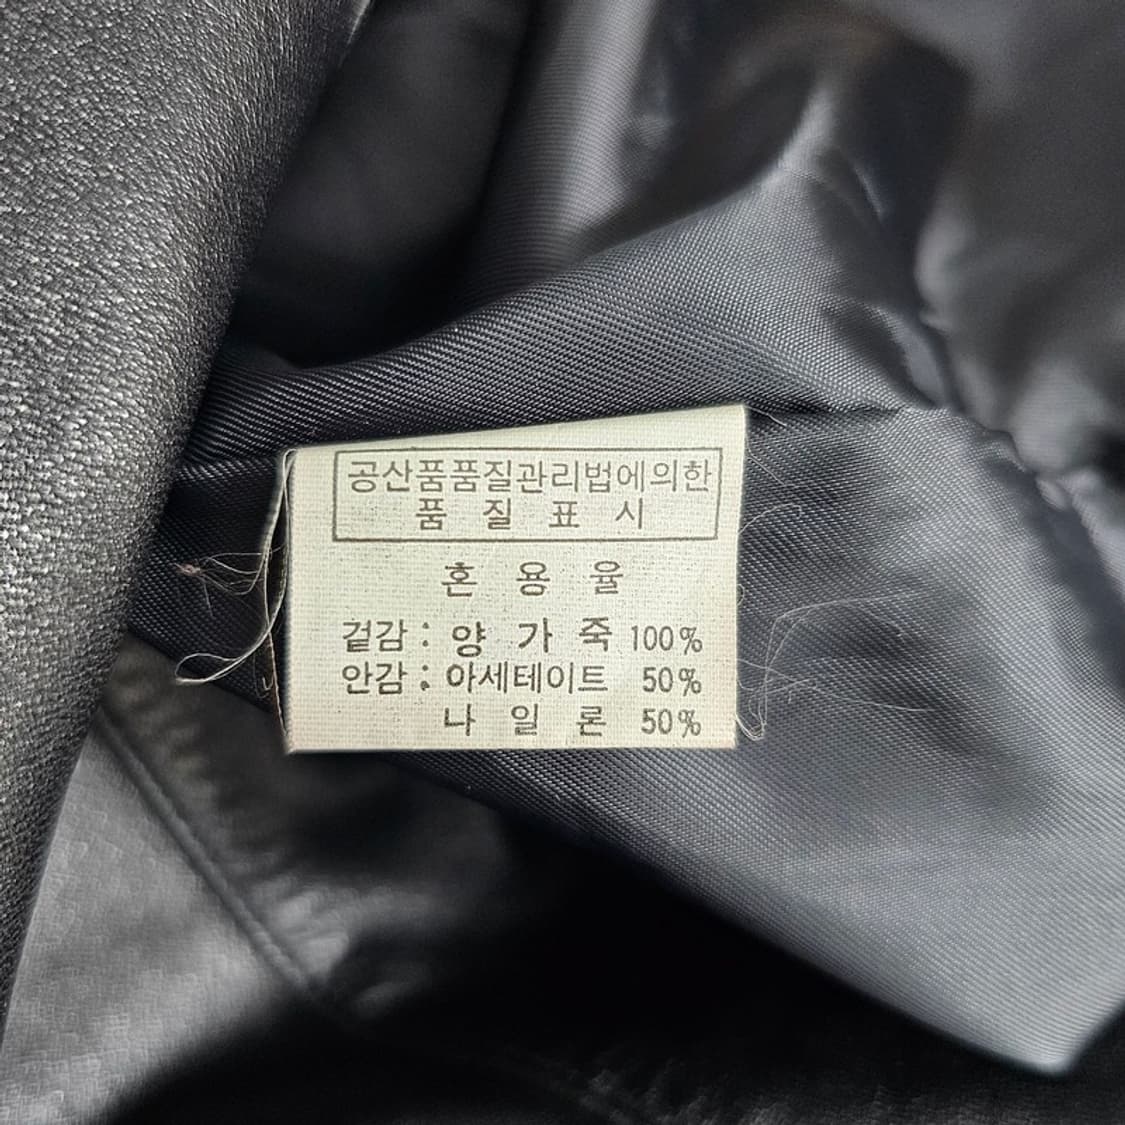 공산품품질관리법에의한
품 질 표 시
혼 용 율
겉감 : 양 가 죽 100%
안감 : 아세테이트 50%
나 일 론 50%